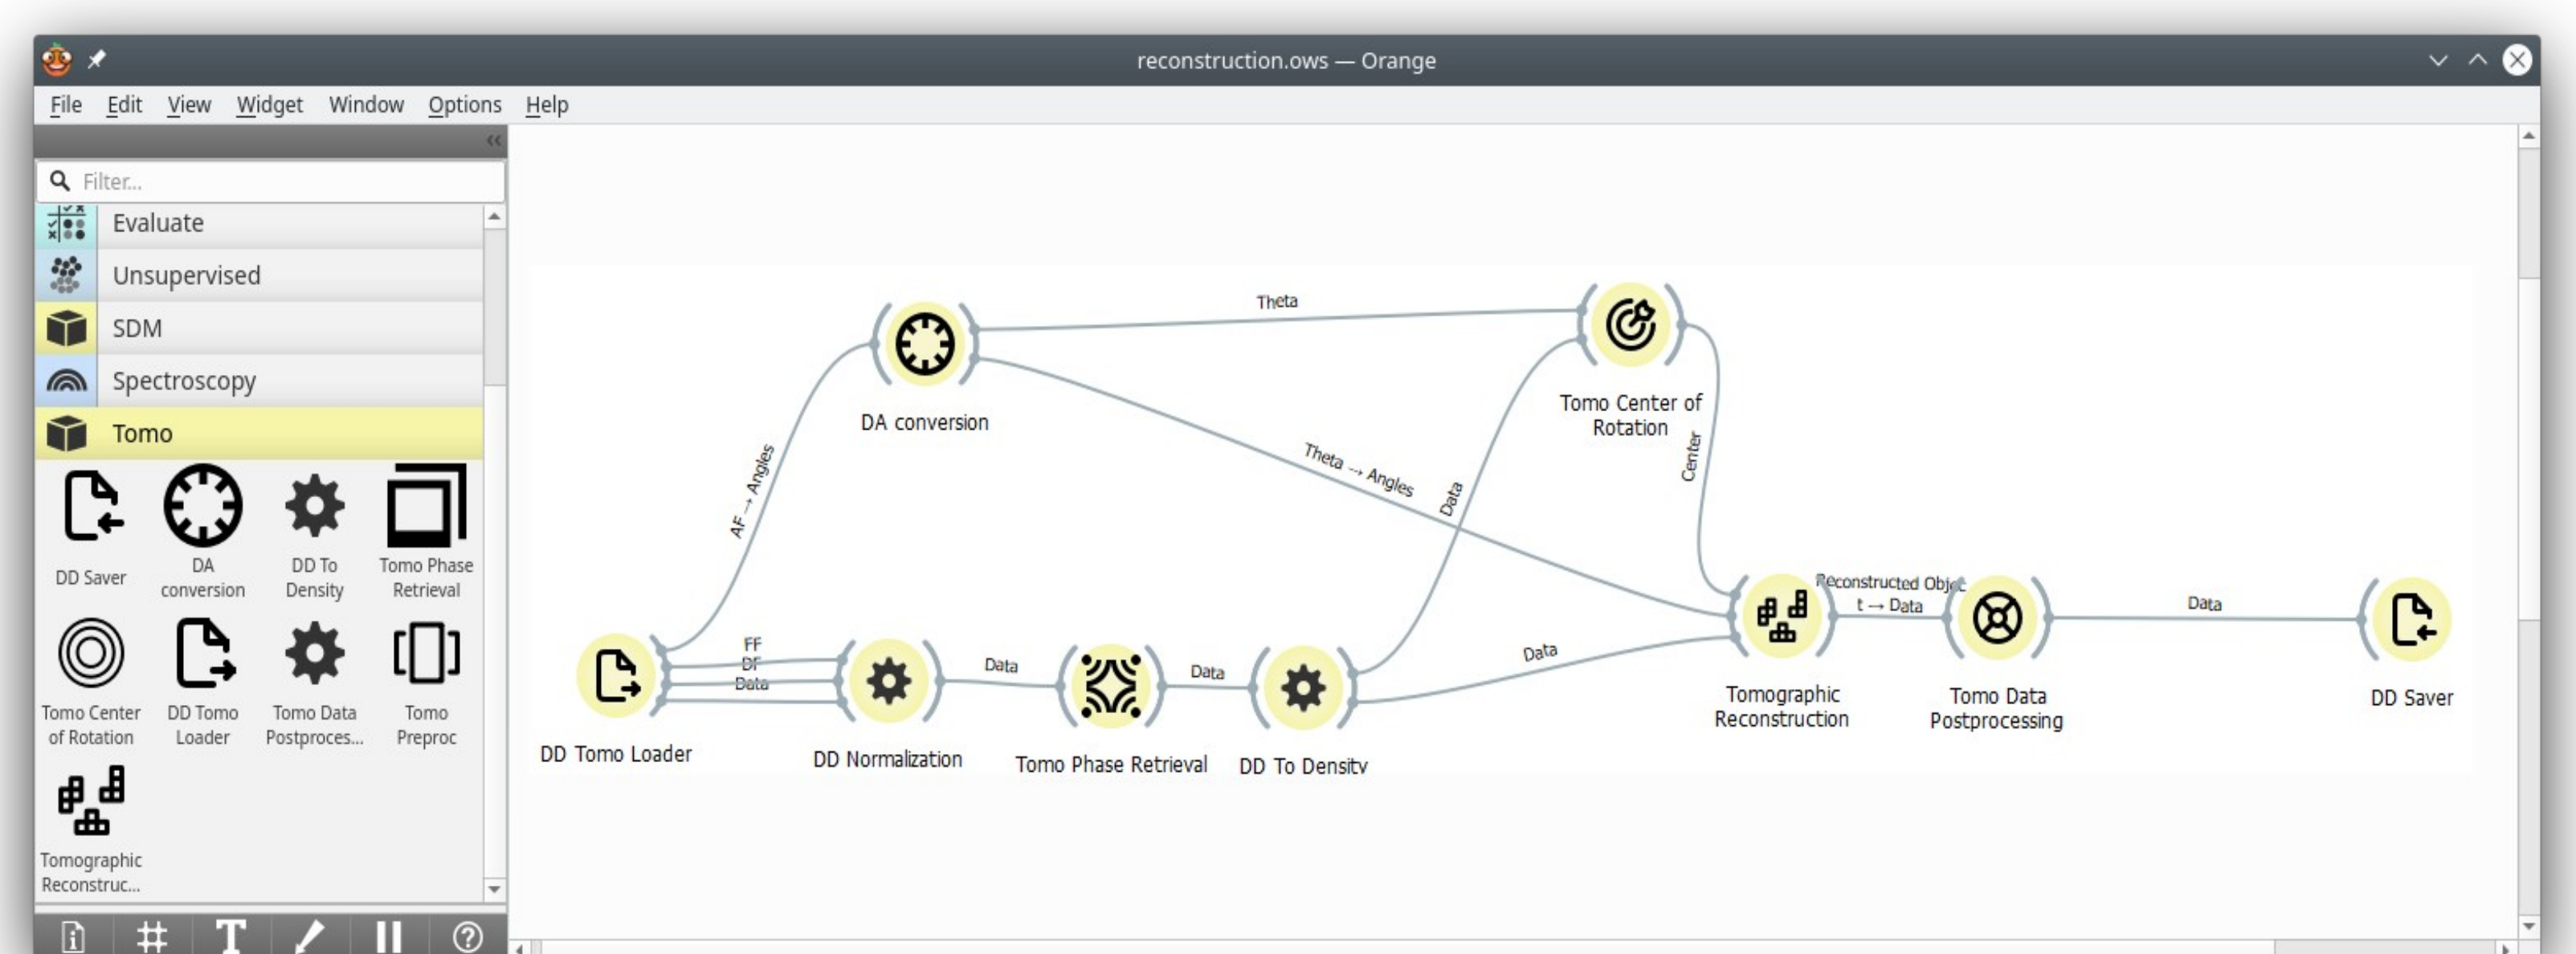 reconstruction.ows — Orange
File Edit View Widget Window Options Help
Filter...
Evaluate
Unsupervised
SDM
Spectroscopy
Tomo
DD Saver
DA
conversion
DD To
Density
Tomo Phase
Retrieval
Tomo Center
of Rotation
DD Tomo
Loader
Tomo Data
Postproces...
Tomo
Preproc
Tomographic
Reconstruc...
Theta
DA conversion
Tomo Center of
Rotation
AF → Angles
Theta → Angles
Data
Center
FF
DF
Data
Data
Data
Data
Reconstructed Objec
t → Data
Data
DD Tomo Loader
DD Normalization
Tomo Phase Retrieval
DD To Density
Tomographic
Reconstruction
Tomo Data
Postprocessing
DD Saver